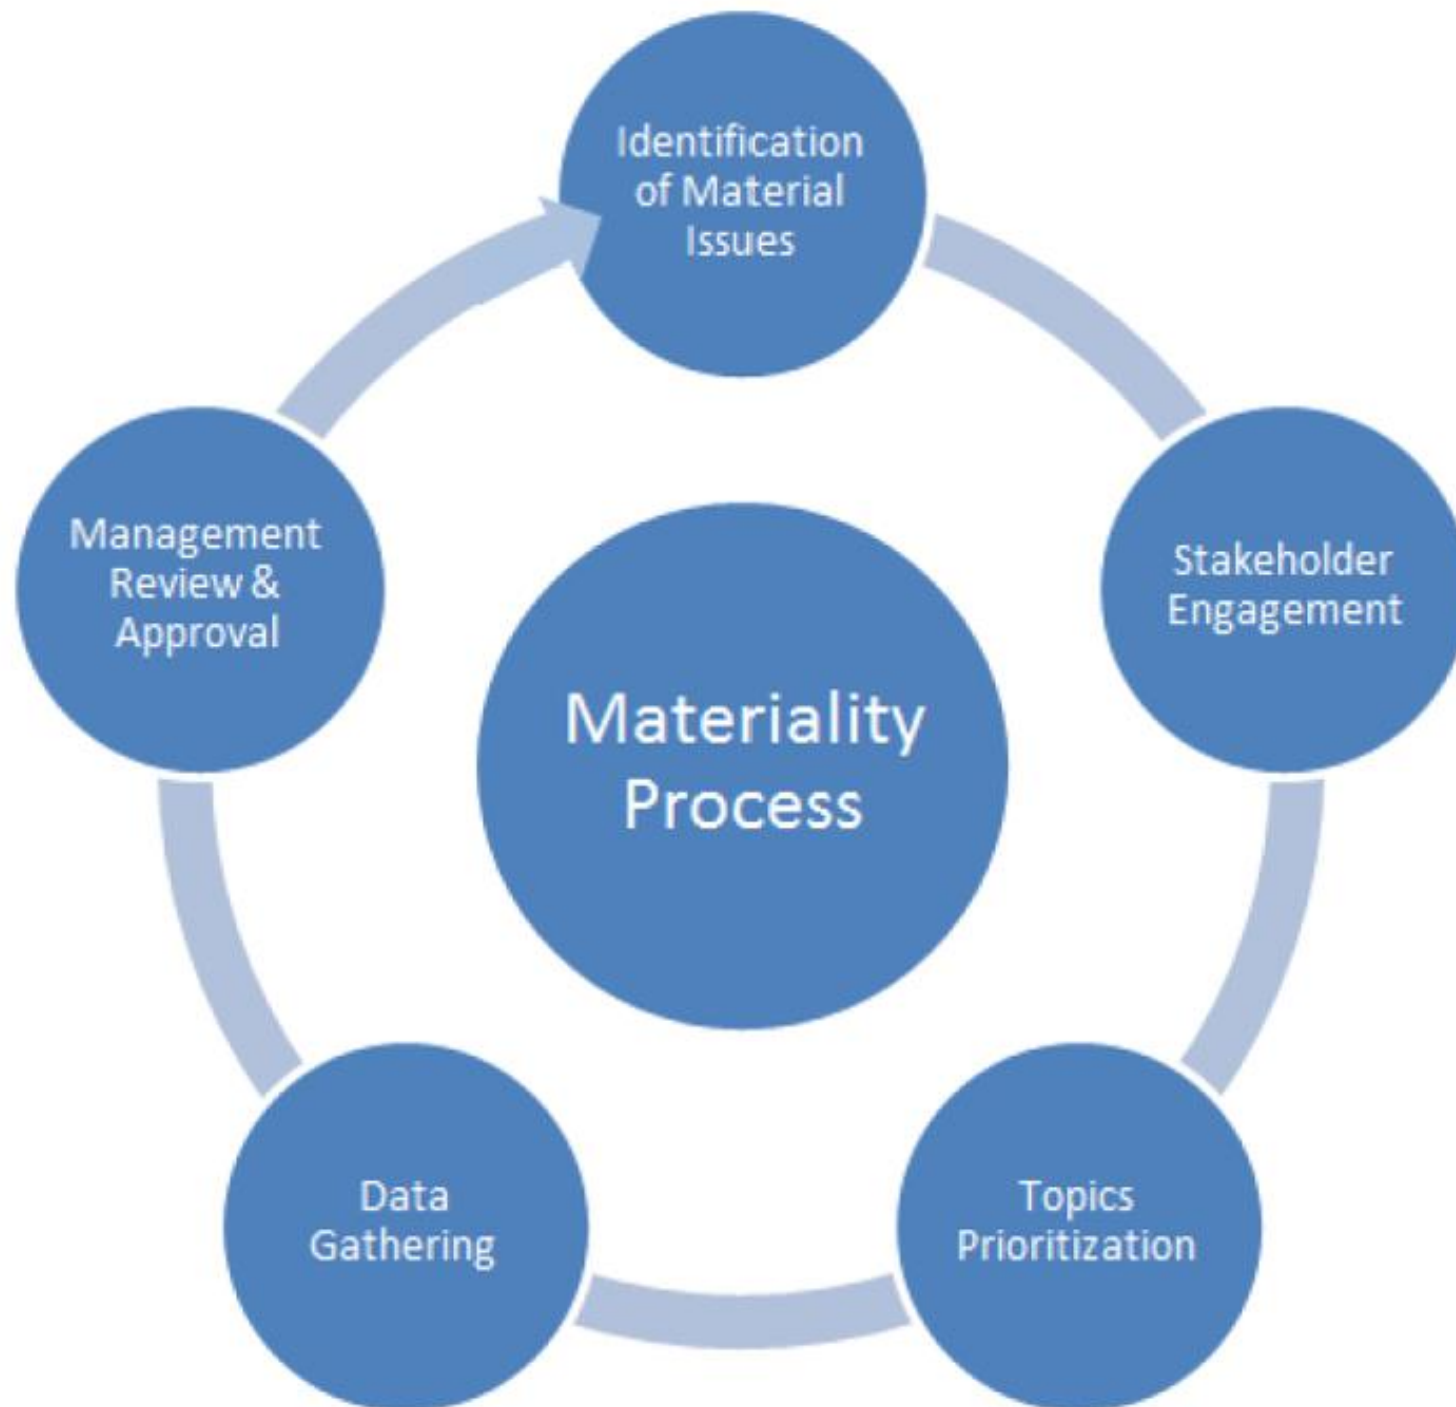 Identification
of Material
Issues
Stakeholder
Engagement
Topics
Prioritization
Data
Gathering
Management
Review &
Approval
Materiality
Process